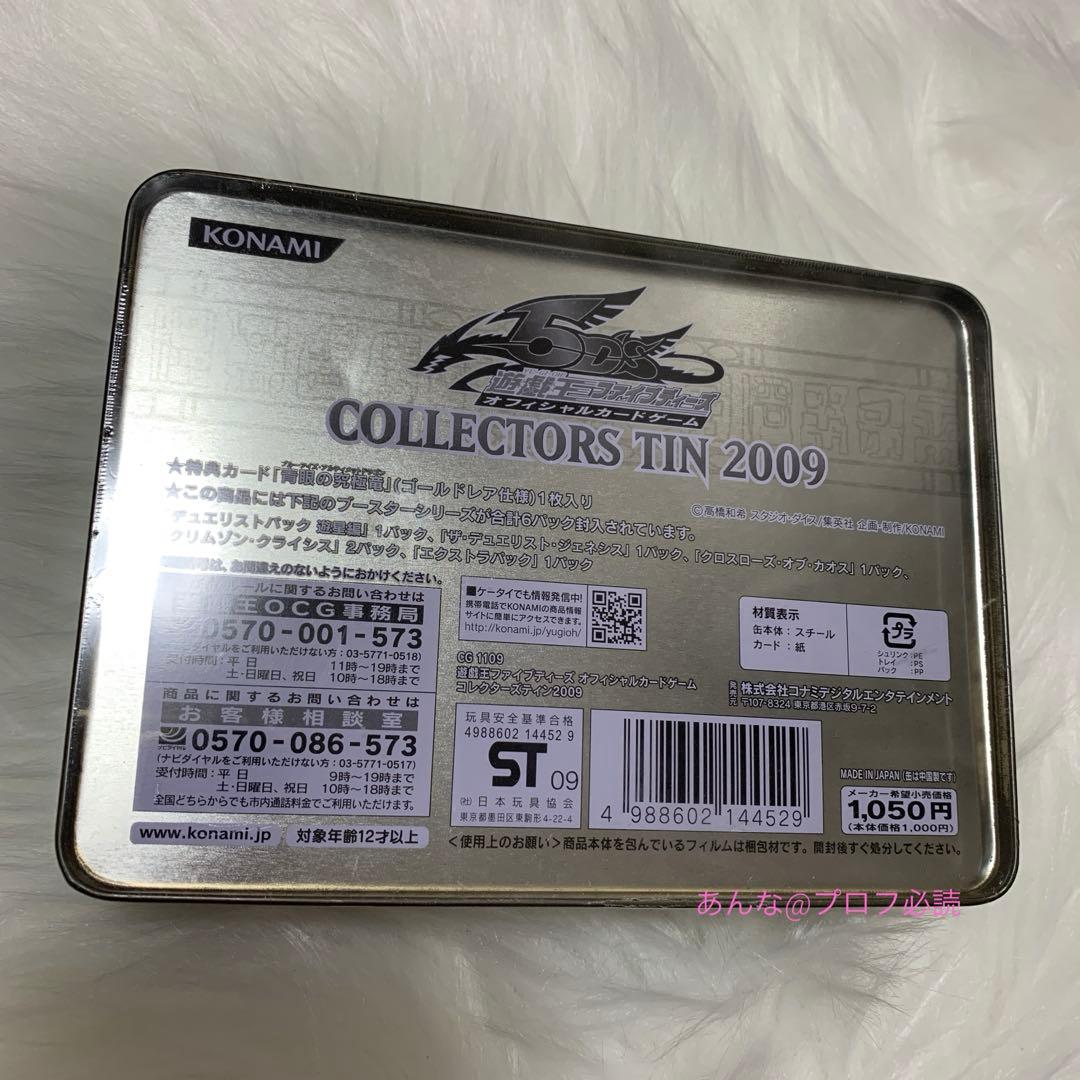 KONAMI
5D's
遊戯王ファイブディーズ
オフィシャルカードゲーム
COLLECTORS TIN 2009
ブルーアイズ・アルティメットドラゴン
★特典カード「青眼の究極竜」(ゴールドレア仕様)1枚入り
★この商品には下記のブースターシリーズが合計6パック封入されています。
©高橋和希 スタジオ・ダイス/集英社 企画・制作/KONAMI
「デュエリストパック 遊星編」1パック、「ザ・デュエリスト・ジェネシス」1パック、「クロスローズ・オブ・カオス」1パック、
クリムゾン・クライシス」2パック、「エクストラパック」1パック
は、お間違えのないようにおかけください。
ールに関するお問い合わせは
王OCG事務局
0570-001-573
ダイヤルをご利用いただけない方:03-5771-0518)
受付時間:平日 11時〜19時まで
土・日曜日、祝日 10時〜18時まで
商品に関するお問い合わせは
お客様相談室
ナビダイヤル
0570-086-573
(ナビダイヤルをご利用いただけない方:03-5771-0517)
受付時間:平日 9時〜19時まで
土・日曜日、祝日 10時〜18時まで
全国どちらからでも市内通話料金でご利用いただけます。
www.konami.jp
対象年齢12才以上
■ケータイでも情報発信中!
携帯電話でKONAMIの商品情報
サイトに簡単にアクセスできます。
http://konami.jp/yugioh/
CG 1109
遊戯王ファイブディーズ オフィシャルカードゲーム
コレクターズティン2009
材質表示
缶本体:スチール
カード:紙
プラ
シュリンク:PE
トレイ:PS
パック:PP
発売元 株式会社コナミデジタルエンタテインメント
〒107-8324 東京都港区赤坂9-7-2
玩具安全基準合格
4988602 14452 9
ST 09
(社)日本玩具協会
東京都墨田区東駒形4-22-4
4 988602 144529
MADE IN JAPAN (缶は中国製です)
メーカー希望小売価格
1,050円
(本体価格1,000円)
<使用上のお願い>商品本体を包んでいるフィルムは梱包材です。開封後すぐ処分してください。
あんな@プロフ必読